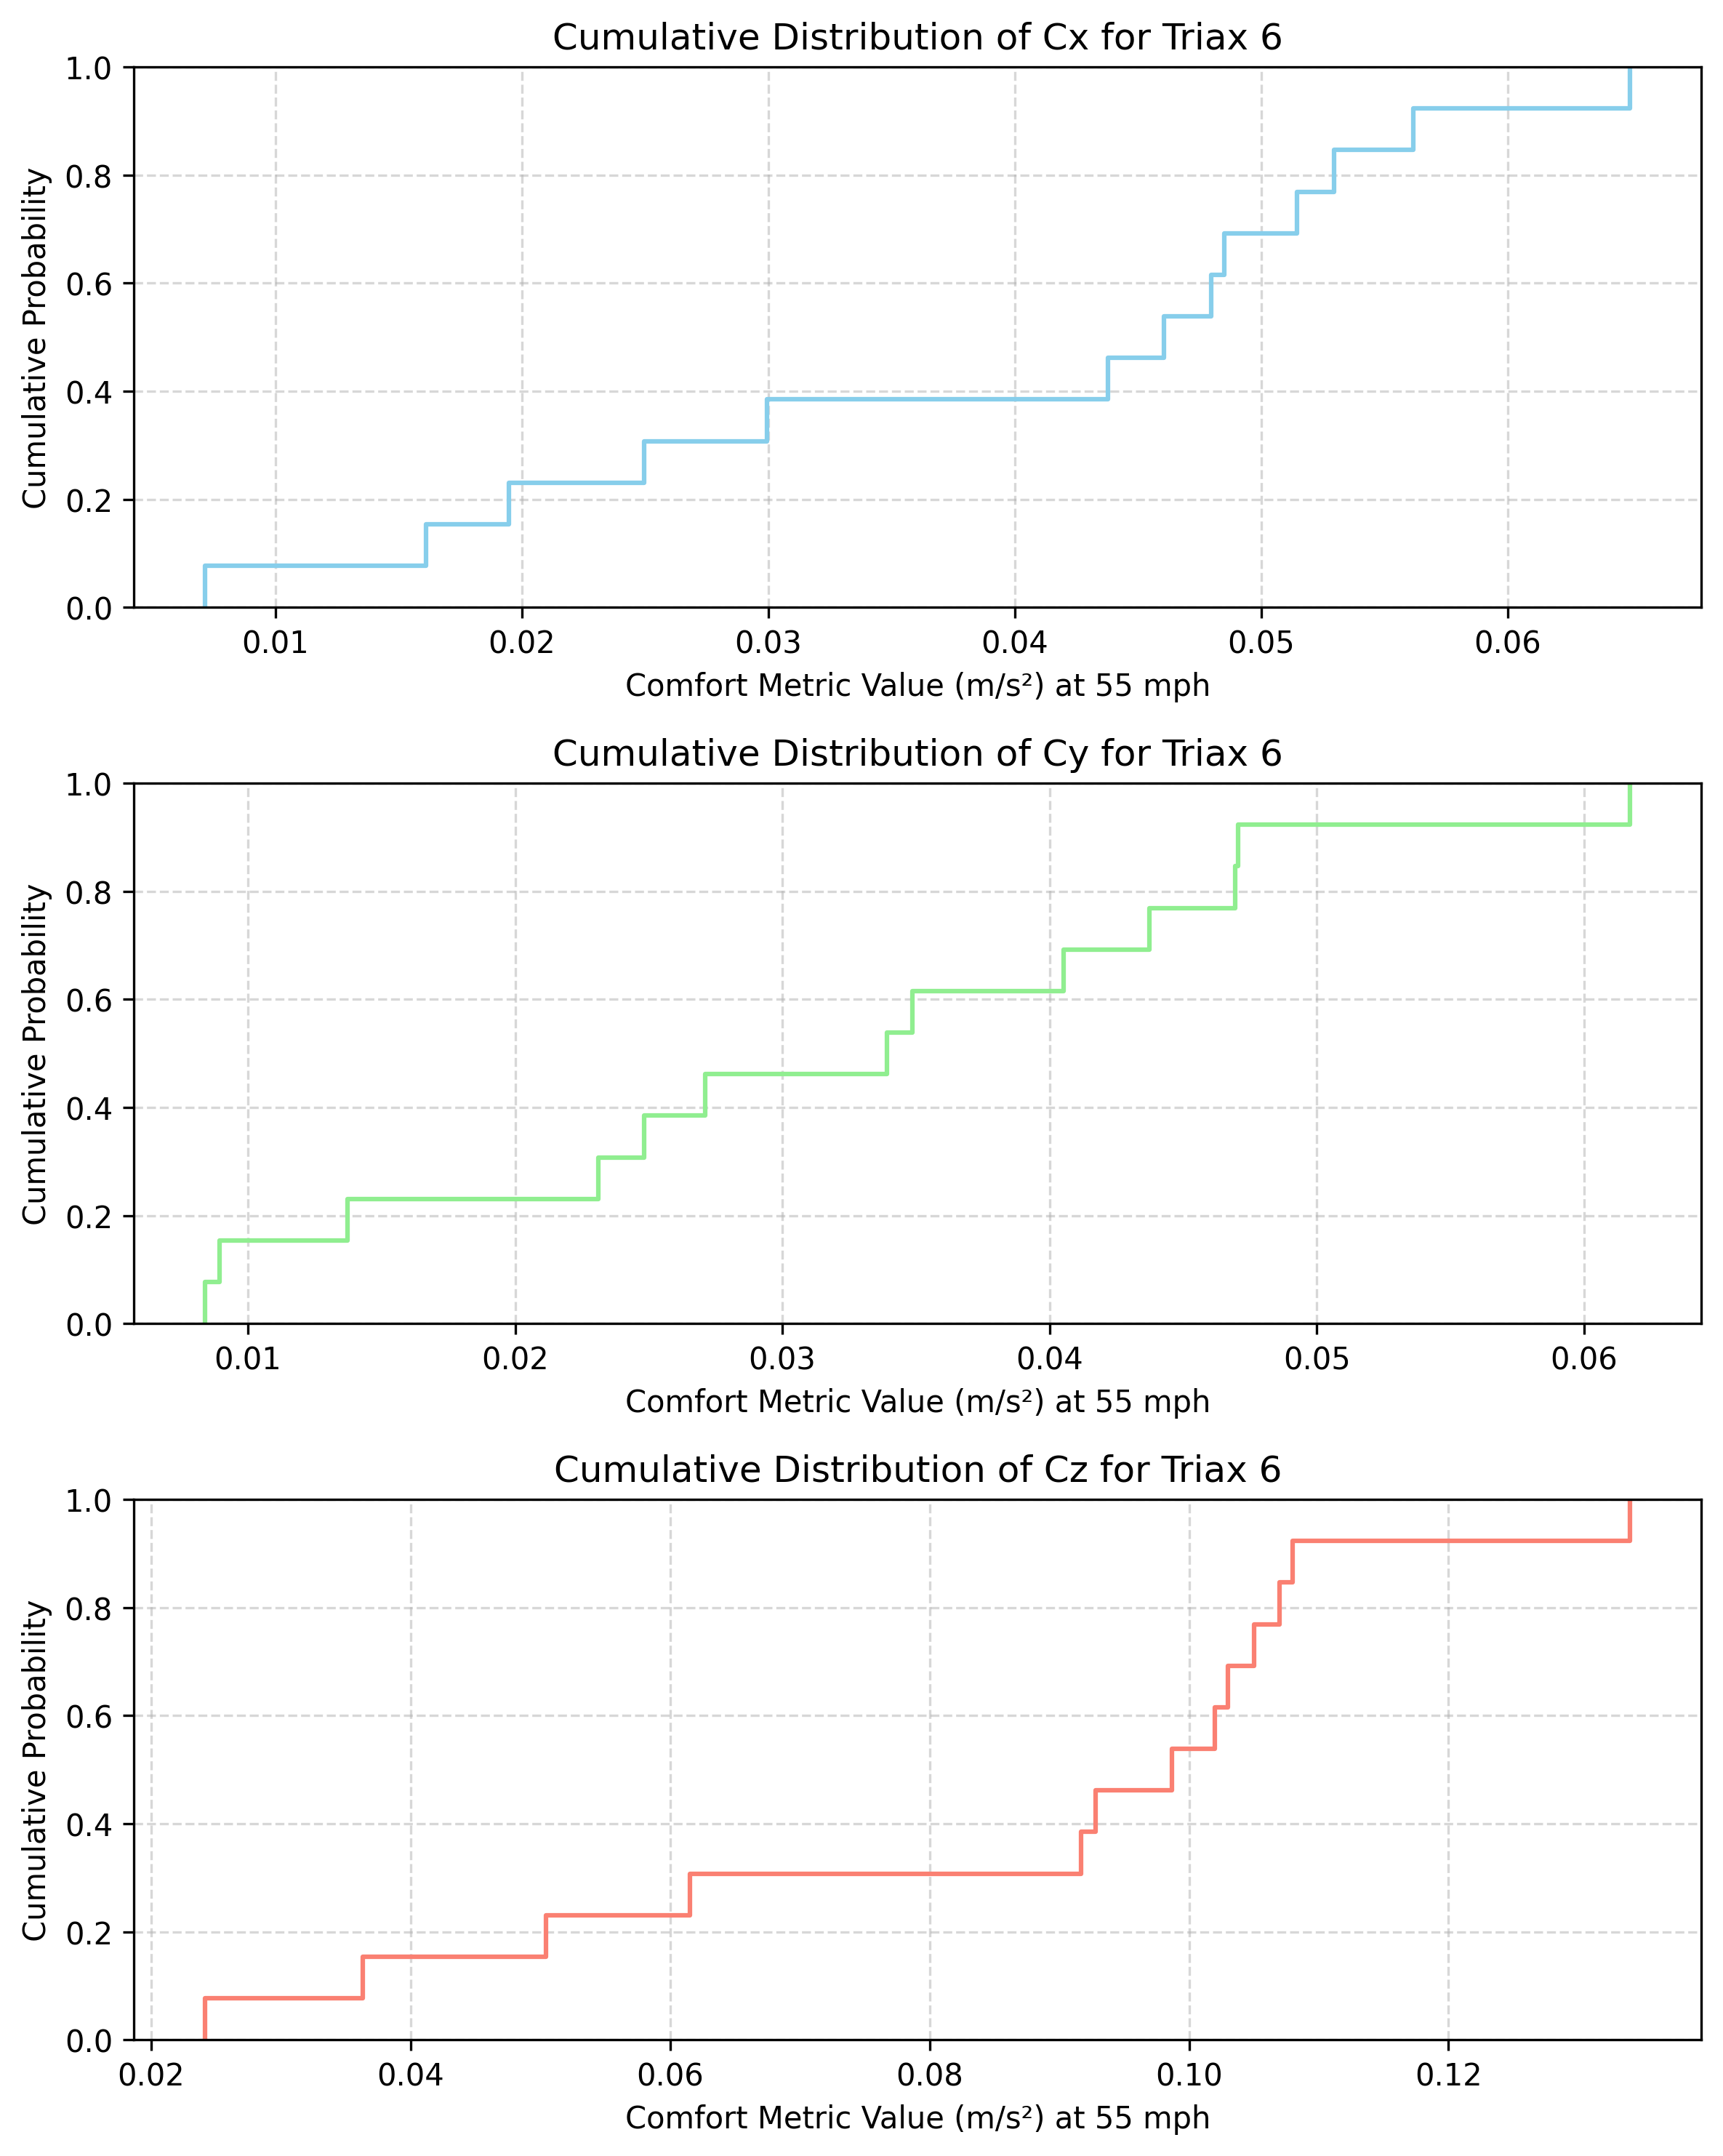 Cumulative Distribution of Cx for Triax 6
1.0
0.8
0.6
0.4
0.2
0.0
Cumulative Probability
0.01 0.02 0.03 0.04 0.05 0.06
Comfort Metric Value (m/s²) at 55 mph
Cumulative Distribution of Cy for Triax 6
1.0
0.8
0.6
0.4
0.2
0.0
Cumulative Probability
0.01 0.02 0.03 0.04 0.05 0.06
Comfort Metric Value (m/s²) at 55 mph
Cumulative Distribution of Cz for Triax 6
1.0
0.8
0.6
0.4
0.2
0.0
Cumulative Probability
0.02 0.04 0.06 0.08 0.10 0.12
Comfort Metric Value (m/s²) at 55 mph